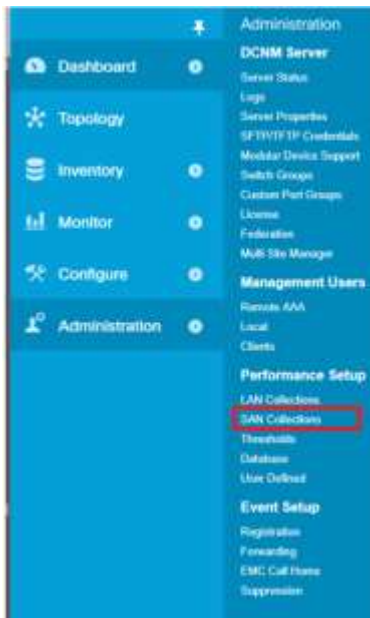 Dashboard
Topology
Inventory
Monitor
Configure
Administration
Administration
DCNM Server
Server Status
Logs
Server Properties
SFTP/TFTP Credentials
Modular Device Support
Switch Groups
Custom Port Groups
License
Federation
Multi Site Manager
Management Users
Remote AAA
Local
Clients
Performance Setup
LAN Collections
SAN Collections
Thresholds
Database
User Defined
Event Setup
Registration
Forwarding
EMC Call Home
Suppression